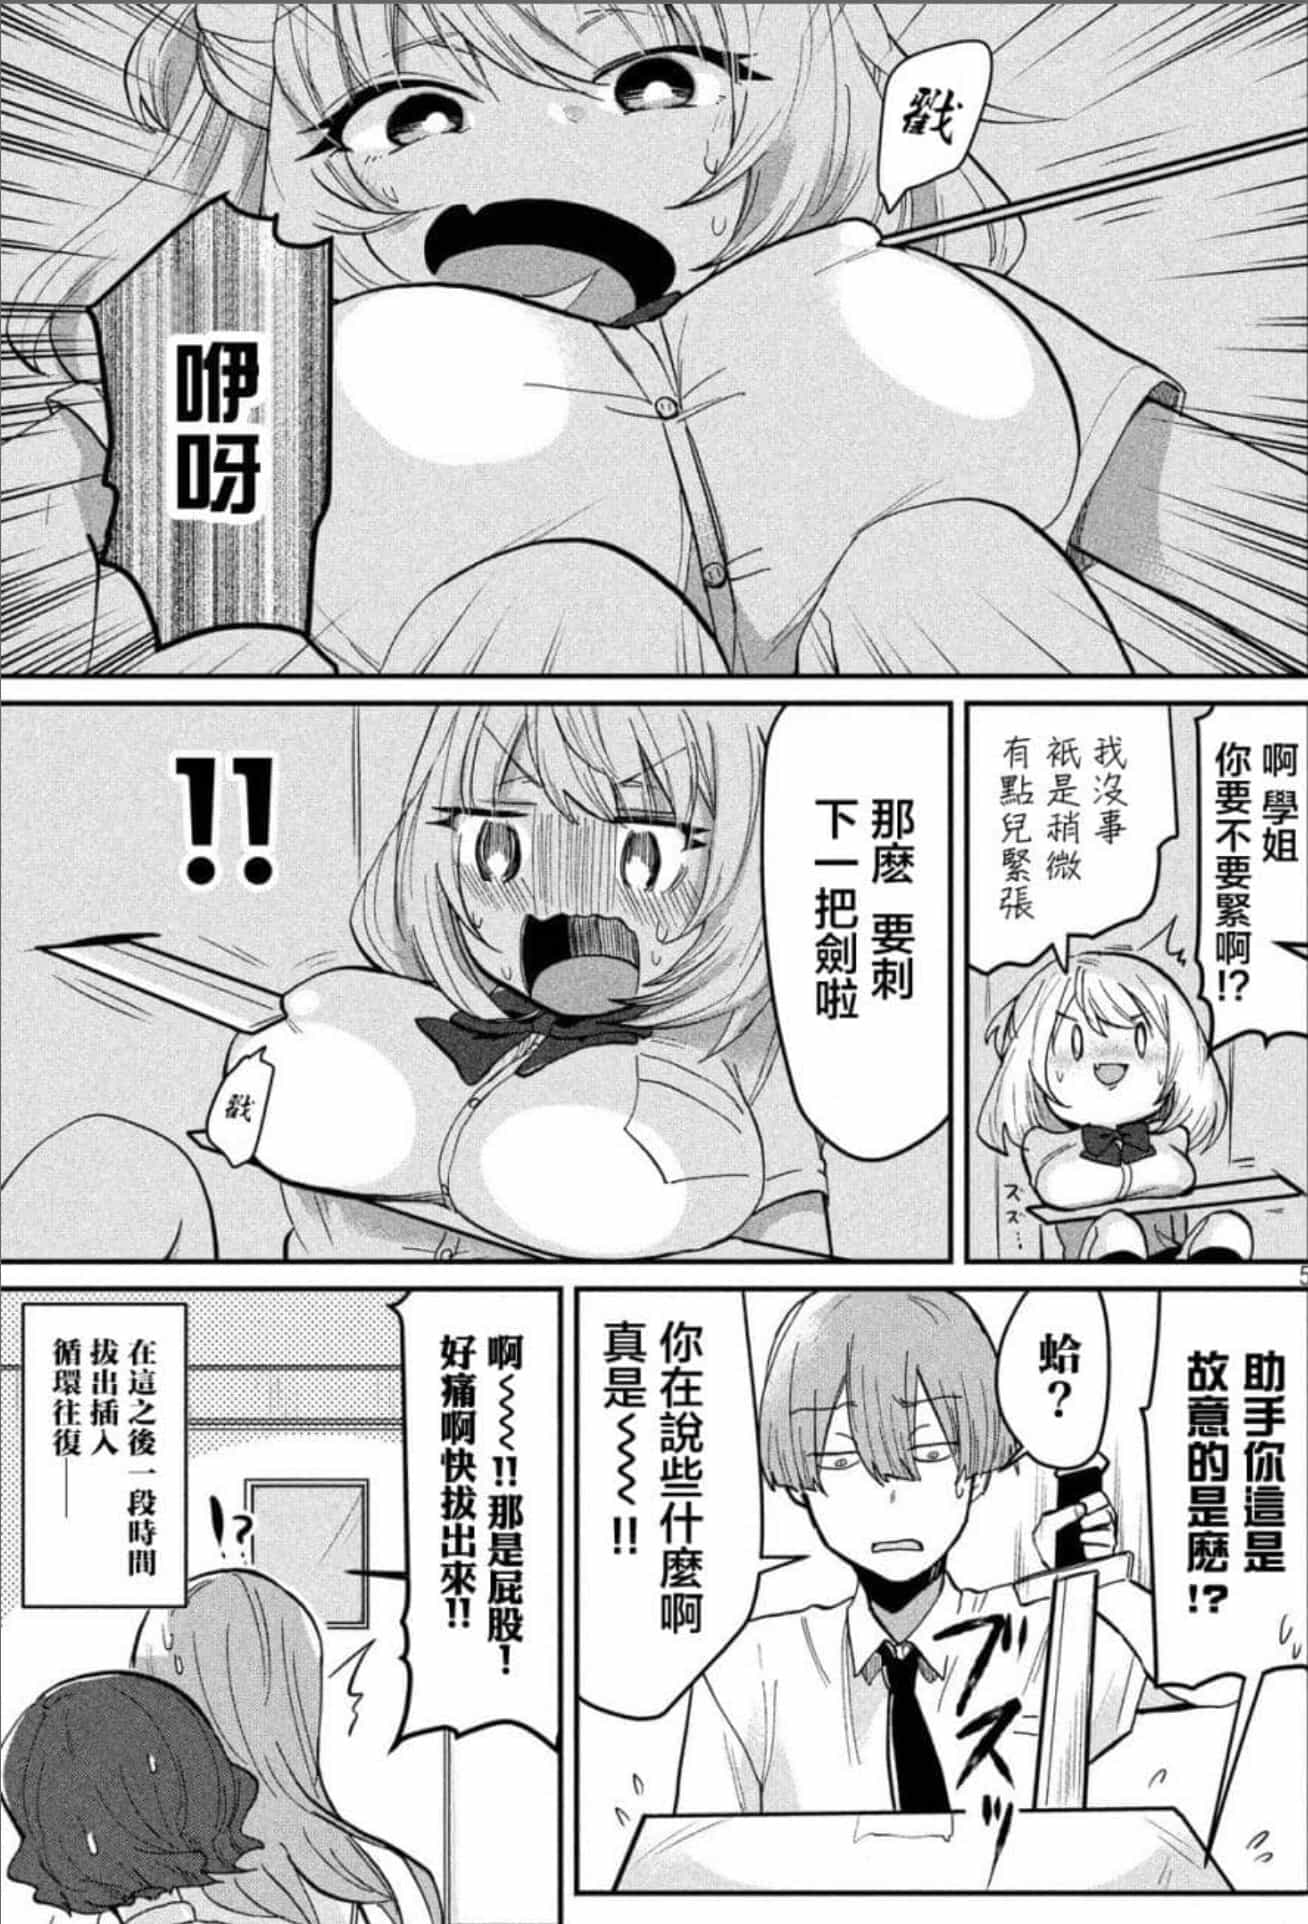 戳
咿呀
啊 學姐
你要不要緊啊!?
我沒事
衹是稍微
有點兒緊張
ズズ…
那麽 要刺
下一把劍啦
!!
戳
5
助手你這是
故意的是麽!?
蛤？
ブスッ
你在說些什麼啊
真是～～～!!
啊～～～!!那是屁股！
好痛啊快拔出來!!
!?
在這之後一段時間
拔出插入
循環往復——